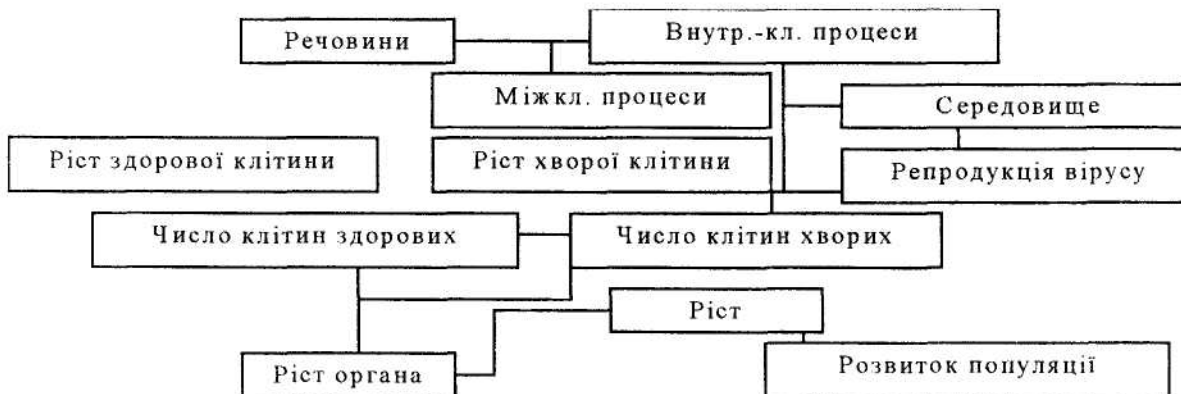 Речовини
Внутр.-кл. процеси
Міжкл. процеси
Середовище
Ріст здорової клітини
Ріст хворої клітини
Репродукція вірусу
Число клітин здорових
Число клітин хворих
Ріст
Ріст органа
Розвиток популяції